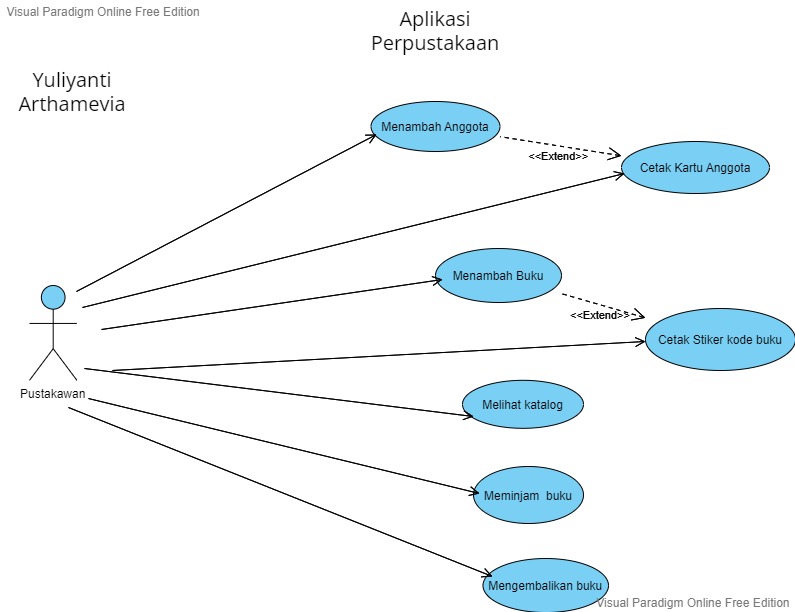 Visual Paradigm Online Free Edition
Aplikasi
Perpustakaan
Yuliyanti
Arthamevia
Menambah Anggota
<<Extend>>
Cetak Kartu Anggota
Menambah Buku
<<Extend>>
Cetak Stiker kode buku
Pustakawan
Melihat katalog
Meminjam  buku
Mengembalikan buku
Visual Paradigm Online Free Edition